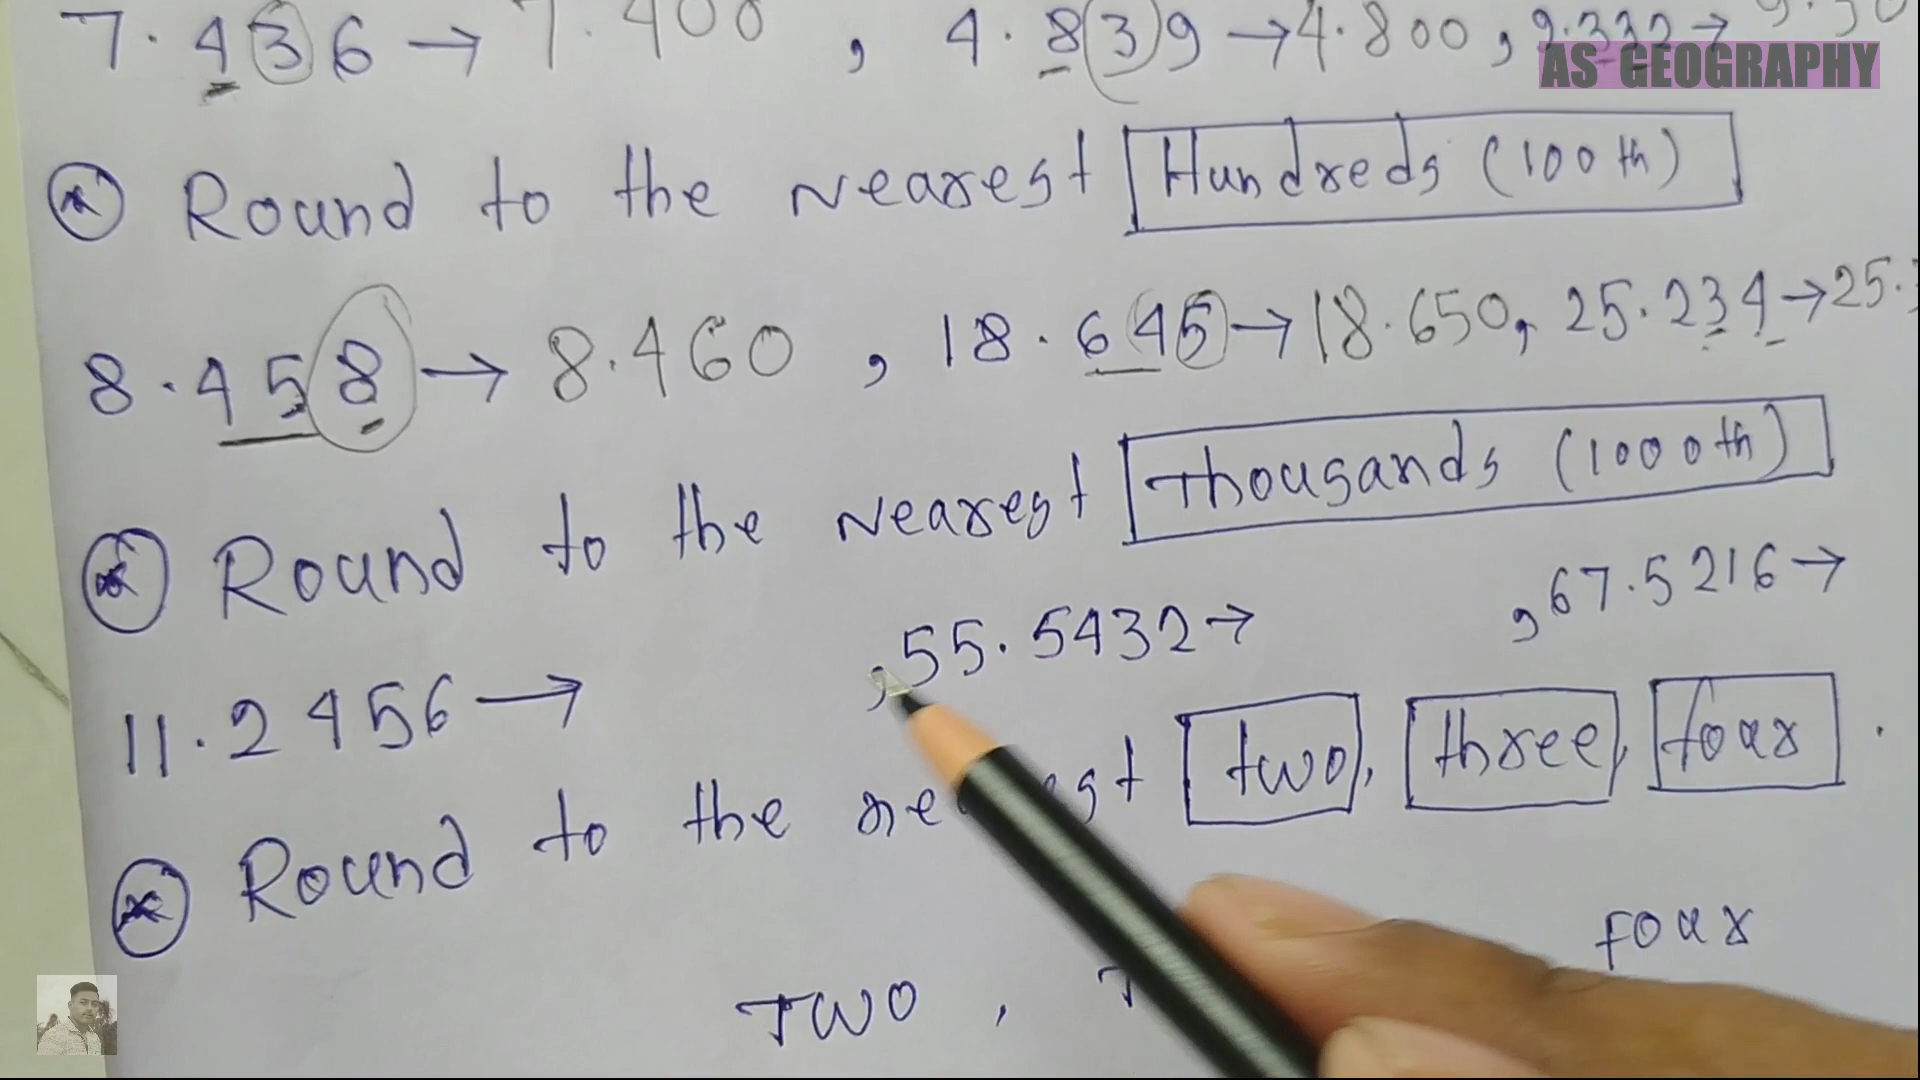 7.436 → 7.400 , 4.839 → 4.800 , 9.332 →
AS GEOGRAPHY
Round to the Nearest Hundreds (100th)
8.458 → 8.460 , 18.645 → 18.650, 25.234 → 25.
Round to the Nearest Thousands (1000th)
11.2456 → , 55.5432 → , 67.5216 →
Round to the two, three, four.
TWO , Four